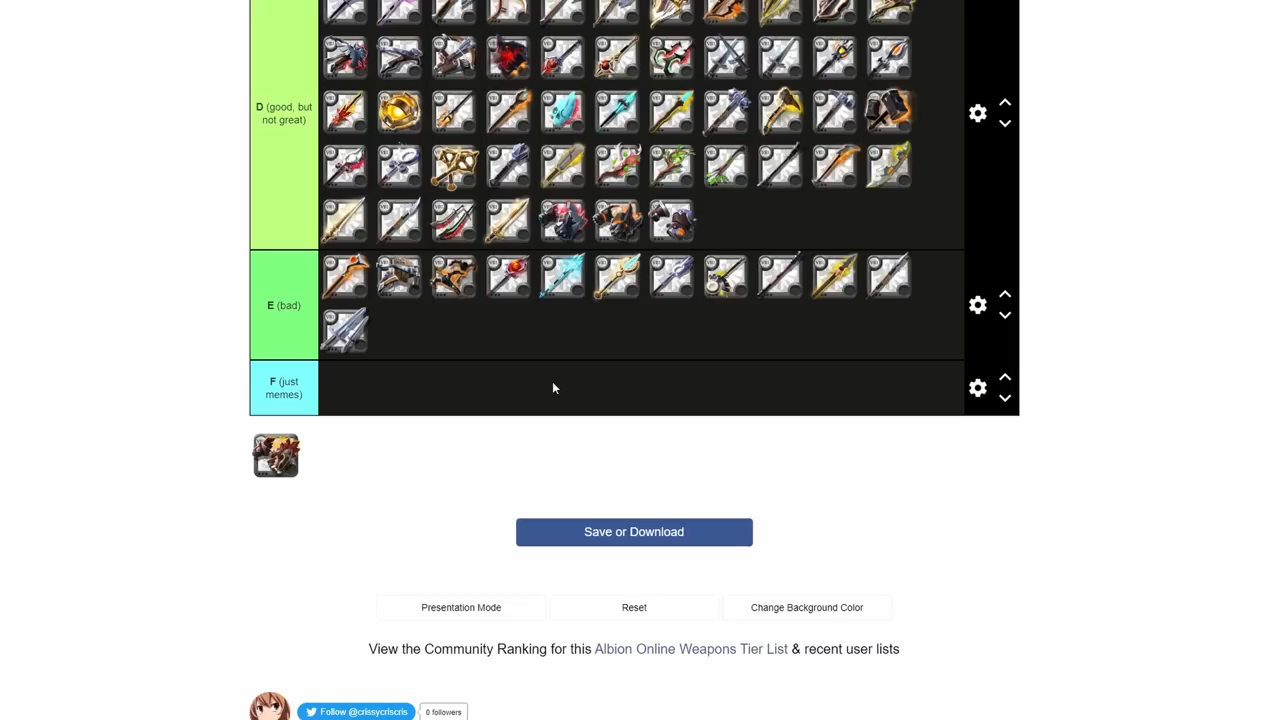 D (good, but
not great)
E (bad)
F (just
memes)
Save or Download
Presentation Mode
Reset
Change Background Color
View the Community Ranking for this Albion Online Weapons Tier List & recent user lists
Follow @crissycriscris
0 followers